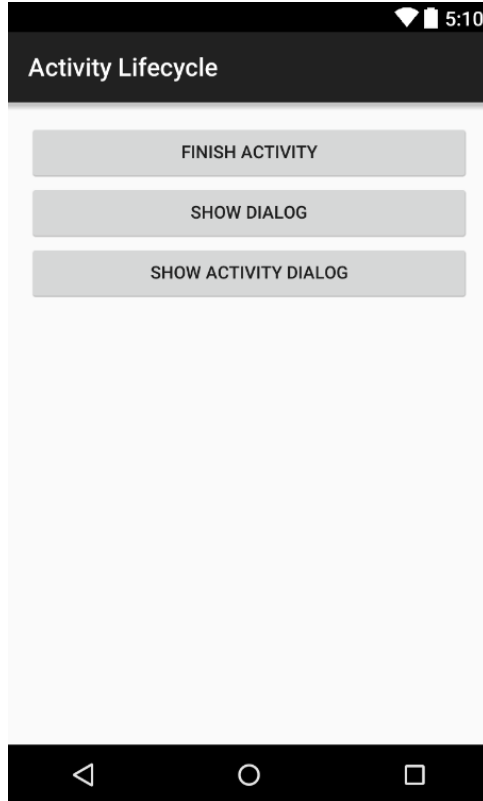 5:10
Activity Lifecycle
FINISH ACTIVITY
SHOW DIALOG
SHOW ACTIVITY DIALOG